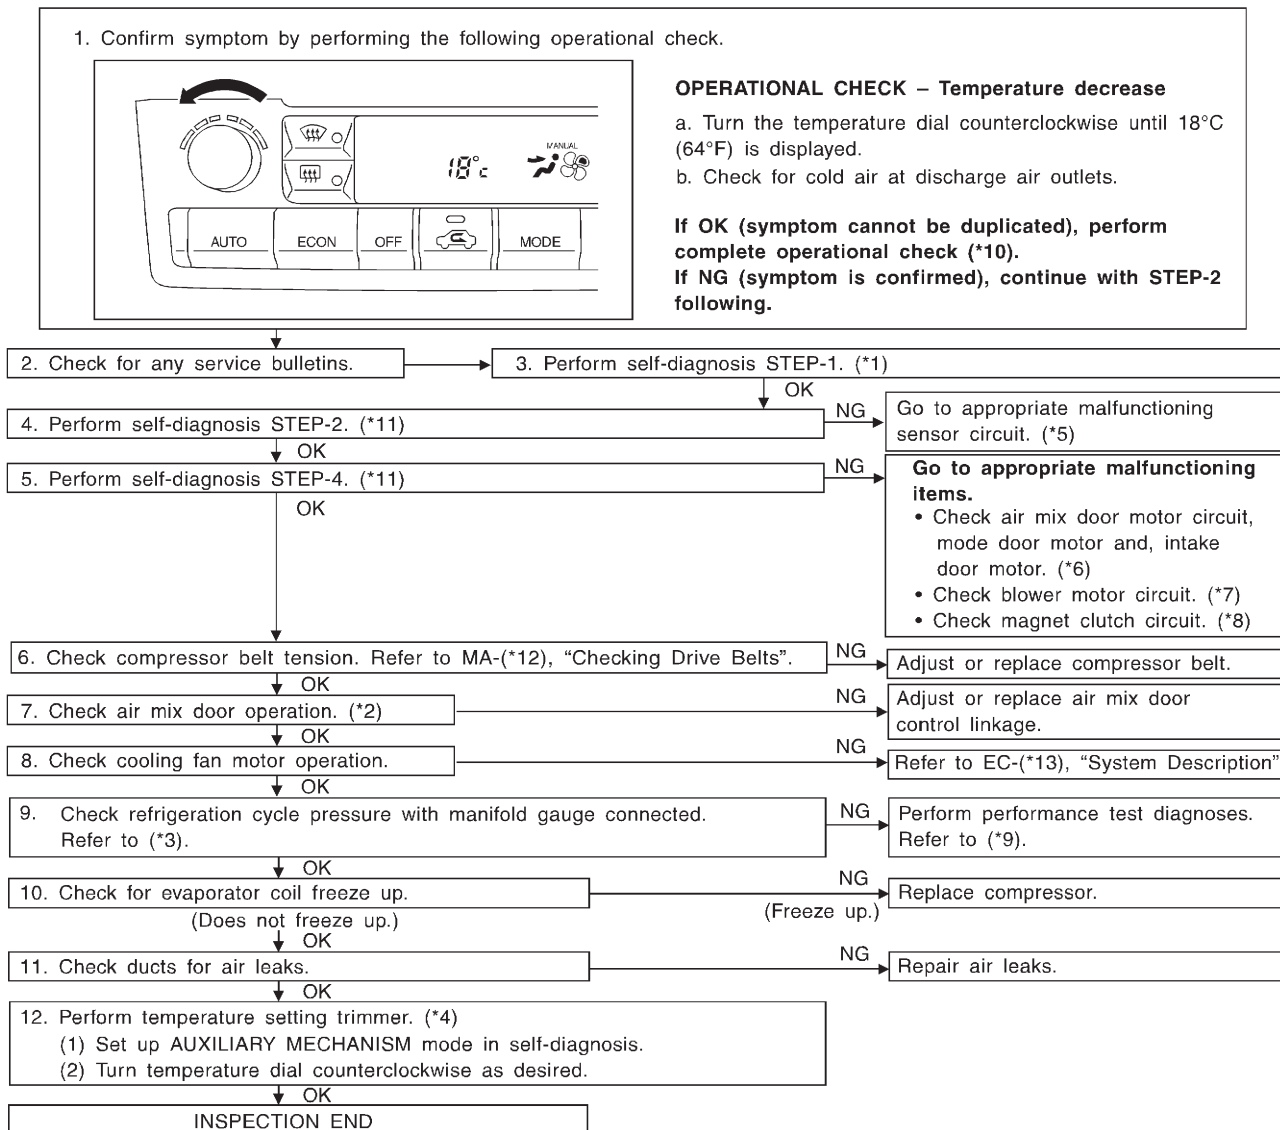 1. Confirm symptom by performing the following operational check.
18°c
MANUAL
AUTO
ECON
OFF
MODE
OPERATIONAL CHECK – Temperature decrease
a. Turn the temperature dial counterclockwise until 18°C
(64°F) is displayed.
b. Check for cold air at discharge air outlets.
If OK (symptom cannot be duplicated), perform
complete operational check (*10).
If NG (symptom is confirmed), continue with STEP-2
following.
2. Check for any service bulletins.
3. Perform self-diagnosis STEP-1. (*1)
OK
4. Perform self-diagnosis STEP-2. (*11)
NG
Go to appropriate malfunctioning
sensor circuit. (*5)
OK
5. Perform self-diagnosis STEP-4. (*11)
NG
Go to appropriate malfunctioning
items.
• Check air mix door motor circuit,
mode door motor and, intake
door motor. (*6)
• Check blower motor circuit. (*7)
• Check magnet clutch circuit. (*8)
OK
6. Check compressor belt tension. Refer to MA-(*12), “Checking Drive Belts”.
NG
Adjust or replace compressor belt.
OK
7. Check air mix door operation. (*2)
NG
Adjust or replace air mix door
control linkage.
OK
8. Check cooling fan motor operation.
NG
Refer to EC-(*13), “System Description”
OK
9. Check refrigeration cycle pressure with manifold gauge connected.
Refer to (*3).
NG
Perform performance test diagnoses.
Refer to (*9).
OK
10. Check for evaporator coil freeze up.
NG
(Freeze up.)
Replace compressor.
(Does not freeze up.)
OK
11. Check ducts for air leaks.
NG
Repair air leaks.
OK
12. Perform temperature setting trimmer. (*4)
(1) Set up AUXILIARY MECHANISM mode in self-diagnosis.
(2) Turn temperature dial counterclockwise as desired.
OK
INSPECTION END